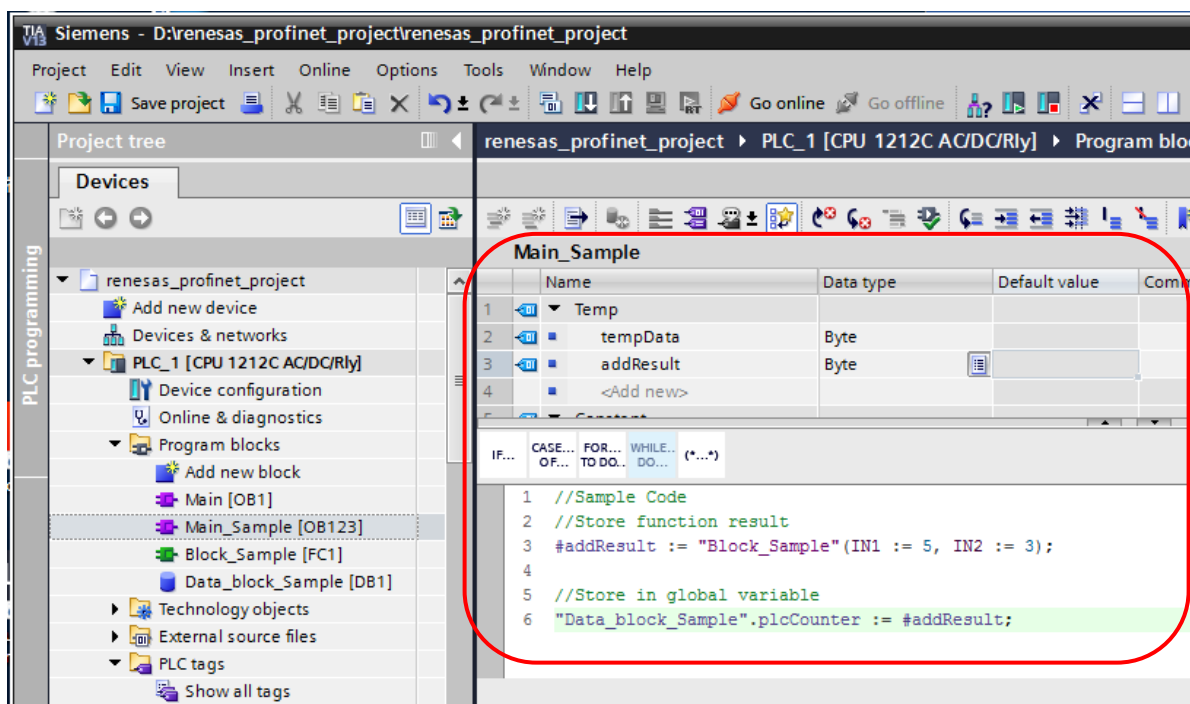 TIA V13 Siemens - D:\renesas_profinet_project\renesas_profinet_project
Project Edit View Insert Online Options Tools Window Help
Save project Go online Go offline
Project tree
renesas_profinet_project PLC_1 [CPU 1212C AC/DC/Rly] Program blo
Devices
PLC programming
Main_Sample
Name Data type Default value Comm
1 Temp
2 tempData Byte
3 addResult Byte
4 <Add new>
5 Constant
IF... CASE... OF... FOR... TO DO... WHILE.. DO... (*...*)
1 //Sample Code
2 //Store function result
3 #addResult := "Block_Sample"(IN1 := 5, IN2 := 3);
4
5 //Store in global variable
6 "Data_block_Sample".plcCounter := #addResult;
renesas_profinet_project
Add new device
Devices & networks
PLC_1 [CPU 1212C AC/DC/Rly]
Device configuration
Online & diagnostics
Program blocks
Add new block
Main [OB1]
Main_Sample [OB123]
Block_Sample [FC1]
Data_block_Sample [DB1]
Technology objects
External source files
PLC tags
Show all tags